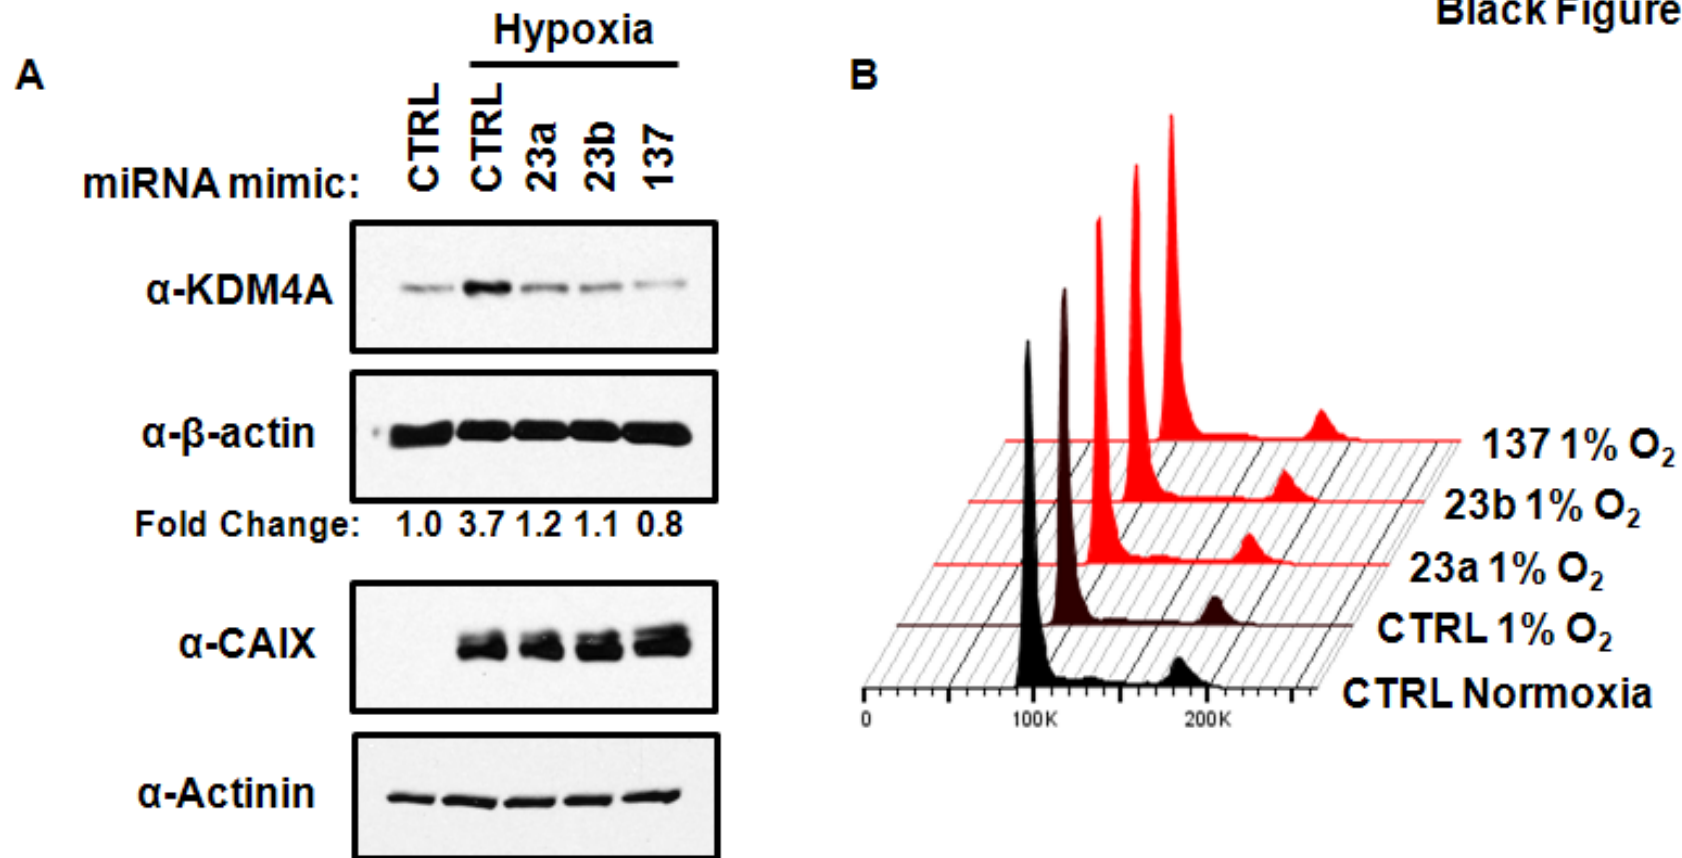 Black Figure
A
Hypoxia
miRNA mimic: CTRL CTRL 23a 23b 137
α-KDM4A
α-β-actin
Fold Change: 1.0 3.7 1.2 1.1 0.8
α-CAIX
α-Actinin
B
137 1% O₂
23b 1% O₂
23a 1% O₂
CTRL 1% O₂
CTRL Normoxia
0 100K 200K